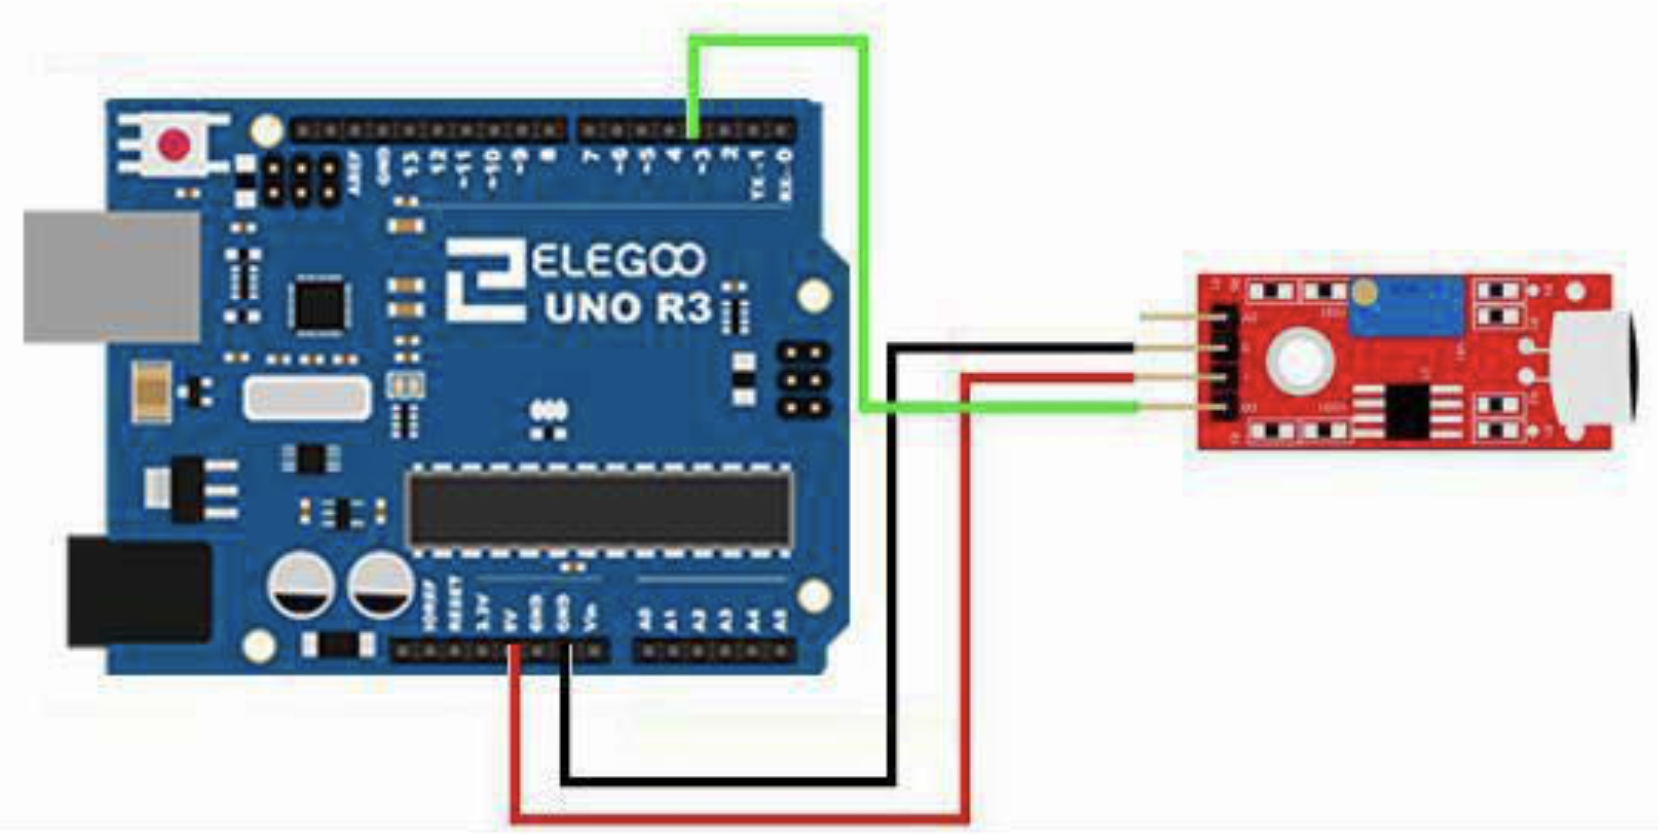 AREF
GND
13
12
~11
~10
~9
8
7
~6
~5
4
~3
2
TX→1
RX←0
ELEGOO
UNO R3
IOREF
RESET
3.3V
5V
GND
GND
Vin
A0
A1
A2
A3
A4
A5